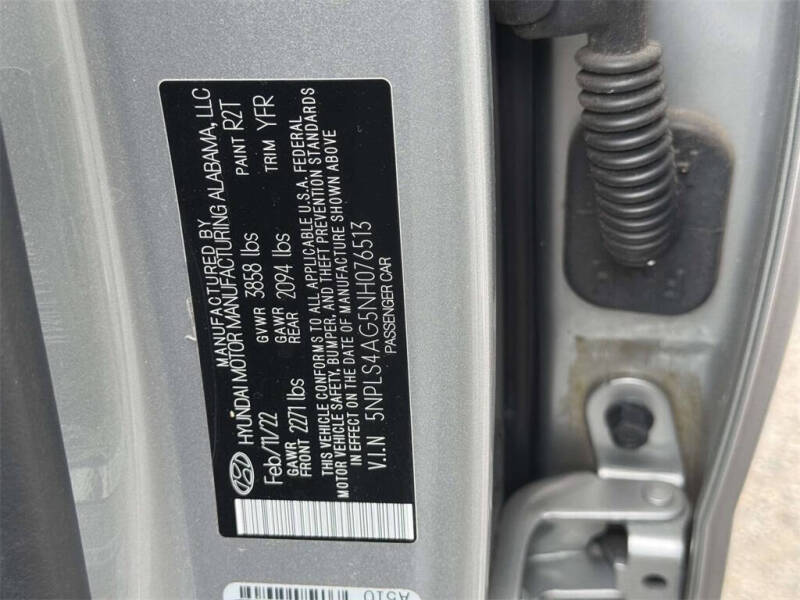 MANUFACTURED BY
HYUNDAI MOTOR MANUFACTURING ALABAMA, LLC
Feb/11/22 GVWR 3858 lbs PAINT R2T
GAWR FRONT 2271 lbs GAWR REAR 2094 lbs TRIM YFR
THIS VEHICLE CONFORMS TO ALL APPLICABLE U.S.A. FEDERAL
MOTOR VEHICLE SAFETY, BUMPER, AND THEFT PREVENTION STANDARDS
IN EFFECT ON THE DATE OF MANUFACTURE SHOWN ABOVE
V.I.N 5NPLS4AG5NH076513
PASSENGER CAR
A510